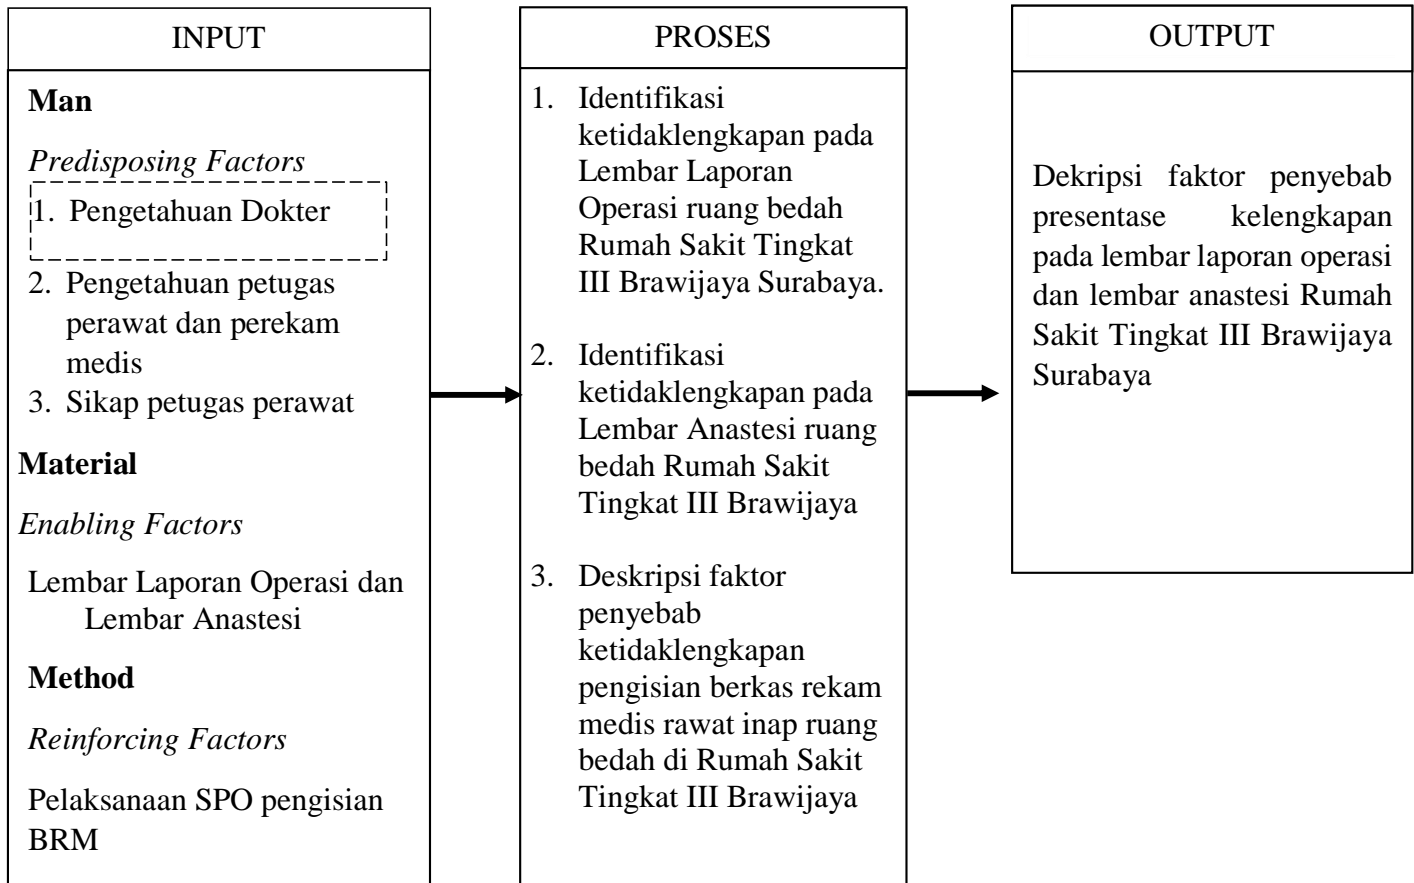 INPUT
Man
Predisposing Factors
1. Pengetahuan Dokter
2. Pengetahuan petugas
perawat dan perekam
medis
3. Sikap petugas perawat
Material
Enabling Factors
Lembar Laporan Operasi dan
Lembar Anastesi
Method
Reinforcing Factors
Pelaksanaan SPO pengisian
BRM
PROSES
1. Identifikasi
ketidaklengkapan pada
Lembar Laporan
Operasi ruang bedah
Rumah Sakit Tingkat
III Brawijaya Surabaya.
2. Identifikasi
ketidaklengkapan pada
Lembar Anastesi ruang
bedah Rumah Sakit
Tingkat III Brawijaya
3. Deskripsi faktor
penyebab
ketidaklengkapan
pengisian berkas rekam
medis rawat inap ruang
bedah di Rumah Sakit
Tingkat III Brawijaya
OUTPUT
Dekripsi faktor penyebab
presentase kelengkapan
pada lembar laporan operasi
dan lembar anastesi Rumah
Sakit Tingkat III Brawijaya
Surabaya